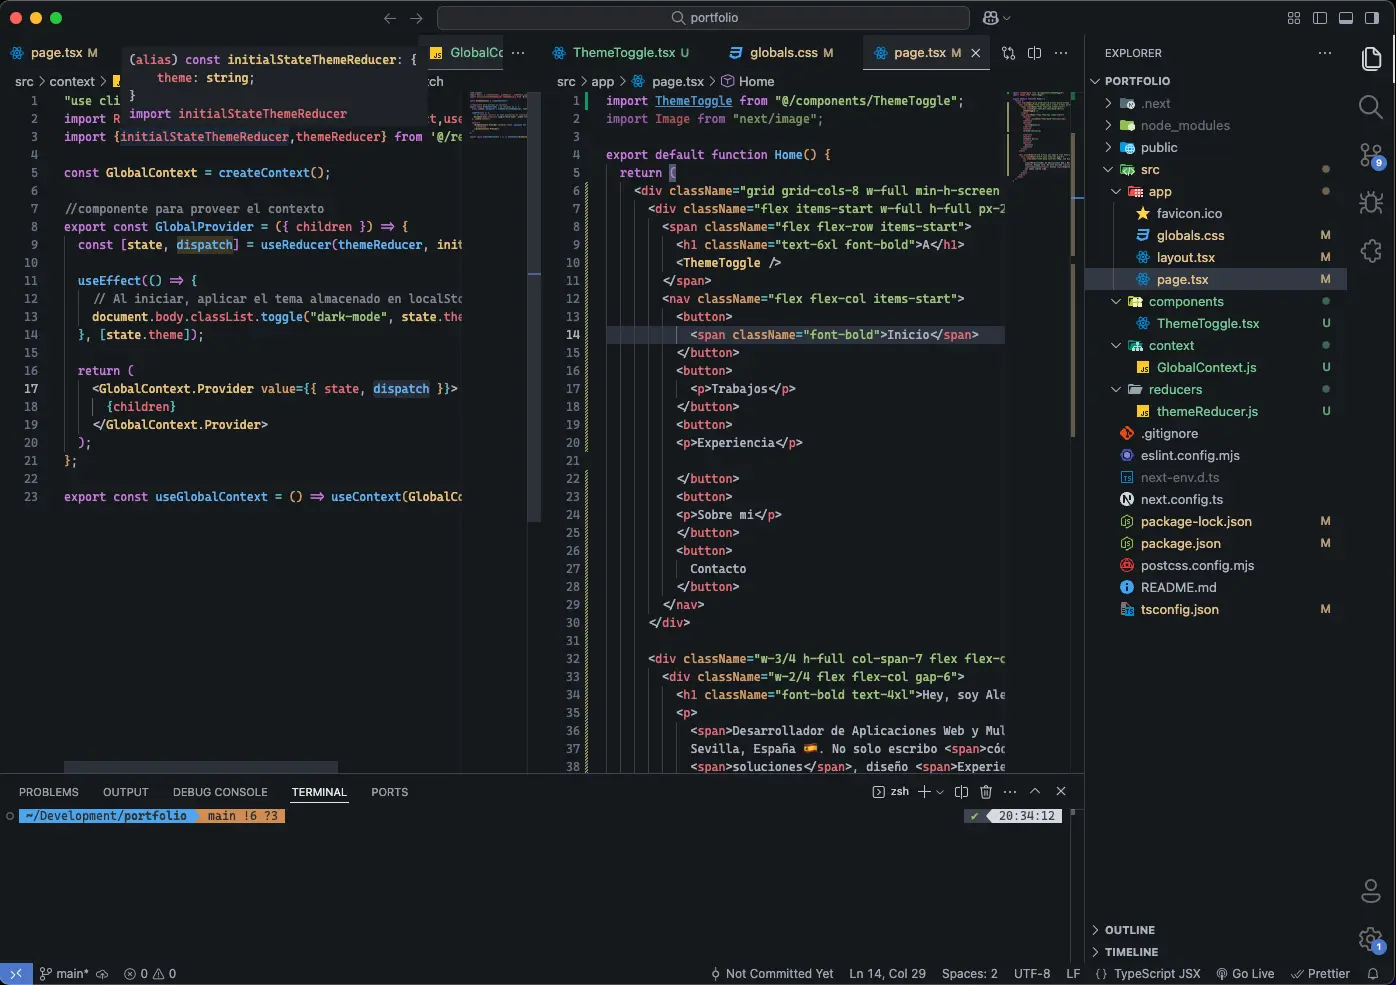 portfolio
page.tsx M
GlobalCo
(alias) const initialStateThemeReducer: {
theme: string;
}
import initialStateThemeReducer
src > context >
1 "use cli
2 import R
3 import {initialStateThemeReducer,themeReducer} from '@/re
4
5 const GlobalContext = createContext();
6
7 //componente para proveer el contexto
8 export const GlobalProvider = ({ children }) => {
9 const [state, dispatch] = useReducer(themeReducer, init
10
11 useEffect(() => {
12 // Al iniciar, aplicar el tema almacenado en localSto
13 document.body.classList.toggle("dark-mode", state.the
14 }, [state.theme]);
15
16 return (
17 <GlobalContext.Provider value={{ state, dispatch }}>
18 {children}
19 </GlobalContext.Provider>
20 );
21 };
22
23 export const useGlobalContext = () => useContext(GlobalCo
ThemeToggle.tsx U
globals.css M
page.tsx M
src > app > page.tsx > Home
1 import ThemeToggle from "@/components/ThemeToggle";
2 import Image from "next/image";
3
4 export default function Home() {
5 return (
6 <div className="grid grid-cols-8 w-full min-h-screen
7 <div className="flex items-start w-full h-full px-2
8 <span className="flex flex-row items-start">
9 <h1 className="text-6xl font-bold">A</h1>
10 <ThemeToggle />
11 </span>
12 <nav className="flex flex-col items-start">
13 <button>
14 <span className="font-bold">Inicio</span>
15 </button>
16 <button>
17 <p>Trabajos</p>
18 </button>
19 <button>
20 <p>Experiencia</p>
21
22 </button>
23 <button>
24 <p>Sobre mi</p>
25 </button>
26 <button>
27 Contacto
28 </button>
29 </nav>
30 </div>
31
32 <div className="w-3/4 h-full col-span-7 flex flex-c
33 <div className="w-2/4 flex flex-col gap-6">
34 <h1 className="font-bold text-4xl">Hey, soy Ale
35 <p>
36 <span>Desarrollador de Aplicaciones Web y Mul
37 Sevilla, España 🇪🇸. No solo escribo <span>cód
38 <span>soluciones</span>, diseño <span>Experie
EXPLORER
PORTFOLIO
.next
node_modules
public
src
app
favicon.ico
globals.css M
layout.tsx M
page.tsx M
components
ThemeToggle.tsx U
context
GlobalContext.js U
reducers
themeReducer.js U
.gitignore
eslint.config.mjs
next-env.d.ts
next.config.ts
package-lock.json M
package.json M
postcss.config.mjs
README.md
tsconfig.json M
OUTLINE
TIMELINE
9
1
PROBLEMS OUTPUT DEBUG CONSOLE TERMINAL PORTS
zsh
~/Development/portfolio main !6 ?3
✔ 20:34:12
main* 0 0
Not Committed Yet Ln 14, Col 29 Spaces: 2 UTF-8 LF {} TypeScript JSX Go Live Prettier